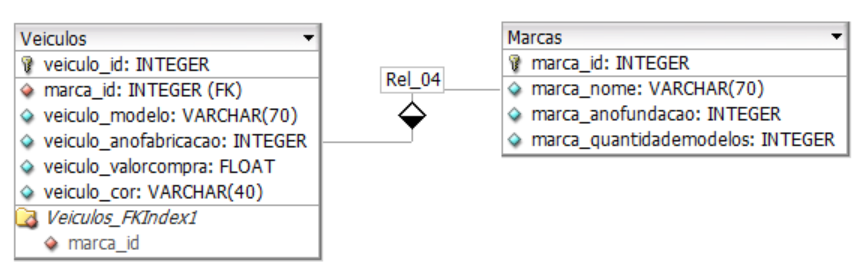 Veiculos
veiculo_id: INTEGER
marca_id: INTEGER (FK)
veiculo_modelo: VARCHAR(70)
veiculo_anofabricacao: INTEGER
veiculo_valorcompra: FLOAT
veiculo_cor: VARCHAR(40)
Veiculos_FKIndex1
marca_id
Rel_04
Marcas
marca_id: INTEGER
marca_nome: VARCHAR(70)
marca_anofundacao: INTEGER
marca_quantidademodelos: INTEGER